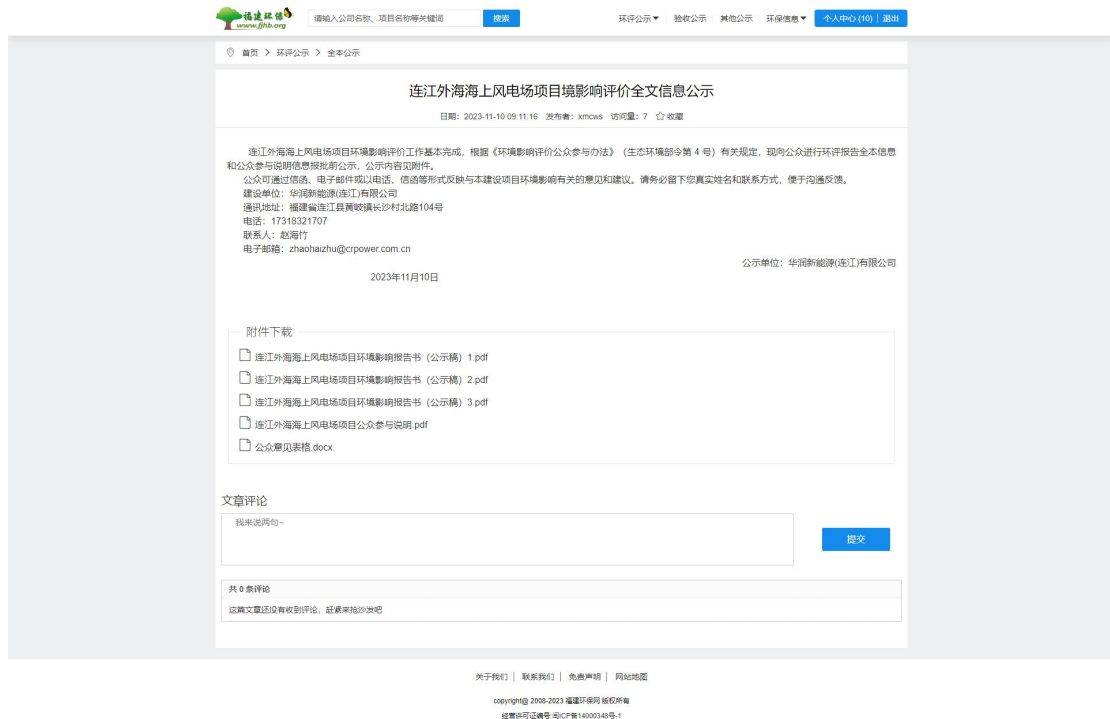 福建环保
www.fjhb.org
请输入公司名称、项目名称等关键词
搜索
环评公示
验收公示
其他公示
环保信息
个人中心 (10) | 退出
首页 > 环评公示 > 全本公示
连江外海海上风电场项目境影响评价全文信息公示
日期：2023-11-10 09:11:16 发布者：xmcws 访问量：7 收藏
连江外海海上风电场项目环境影响评价工作基本完成，根据《环境影响评价公众参与办法》（生态环境部令第 4 号）有关规定，现向公众进行环评报告全本信息
和公众参与说明信息报批前公示，公示内容见附件。
公众可通过信函、电子邮件或以电话、信函等形式反映与本建设项目环境影响有关的意见和建议。请务必留下您真实姓名和联系方式，便于沟通反馈。
建设单位：华润新能源(连江)有限公司
通讯地址：福建省连江县黄岐镇长沙村北路104号
电话：17318321707
联系人：赵海竹
电子邮箱：zhaohaizhu@crpower.com.cn
公示单位：华润新能源(连江)有限公司
2023年11月10日
附件下载
连江外海海上风电场项目环境影响报告书（公示稿）1.pdf
连江外海海上风电场项目环境影响报告书（公示稿）2.pdf
连江外海海上风电场项目环境影响报告书（公示稿）3.pdf
连江外海海上风电场项目公众参与说明.pdf
公众意见表格.docx
文章评论
我来说两句~
提交
共 0 条评论
这篇文章还没有收到评论，赶紧来抢沙发吧
关于我们 | 联系我们 | 免责声明 | 网站地图
copyright@ 2008-2023 福建环保网 版权所有
经营许可证编号:闽ICP备14000348号-1